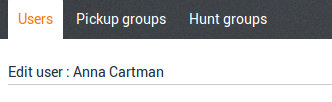 Users Pickup groups Hunt groups
Edit user : Anna Cartman